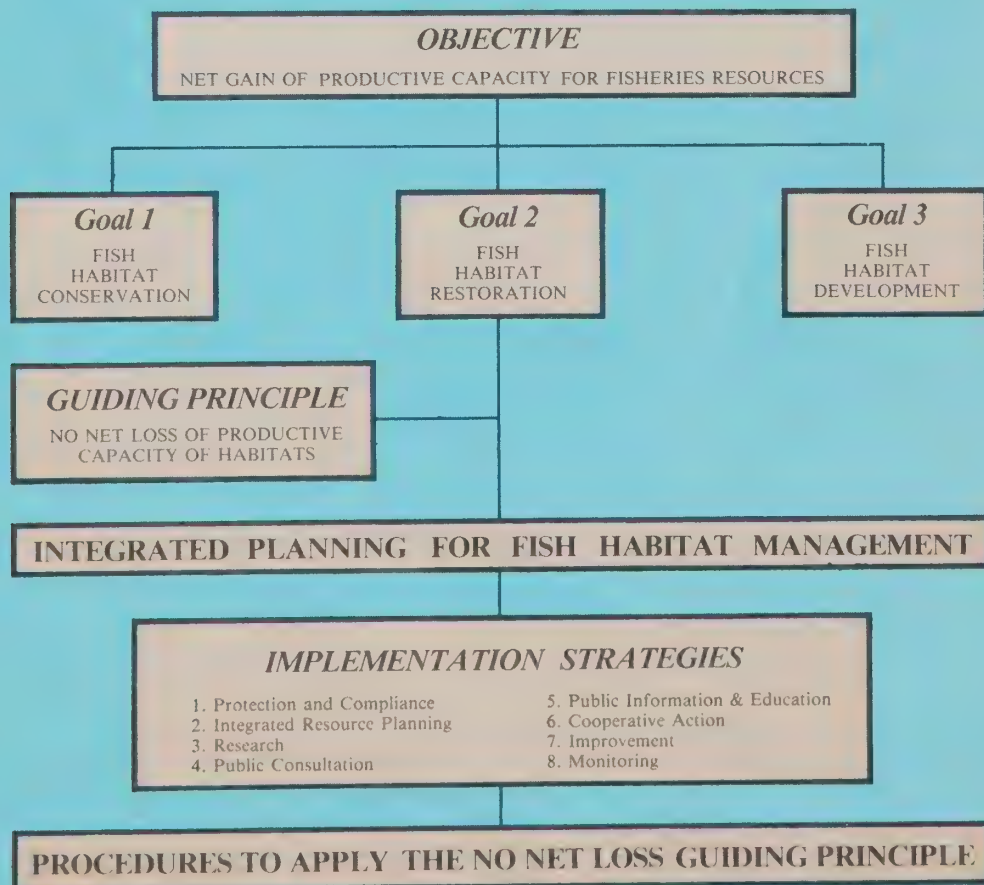 OBJECTIVE
NET GAIN OF PRODUCTIVE CAPACITY FOR FISHERIES RESOURCES
Goal 1
FISH
HABITAT
CONSERVATION
Goal 2
FISH
HABITAT
RESTORATION
Goal 3
FISH
HABITAT
DEVELOPMENT
GUIDING PRINCIPLE
NO NET LOSS OF PRODUCTIVE
CAPACITY OF HABITATS
INTEGRATED PLANNING FOR FISH HABITAT MANAGEMENT
IMPLEMENTATION STRATEGIES
1. Protection and Compliance
2. Integrated Resource Planning
3. Research
4. Public Consultation
5. Public Information & Education
6. Cooperative Action
7. Improvement
8. Monitoring
PROCEDURES TO APPLY THE NO NET LOSS GUIDING PRINCIPLE